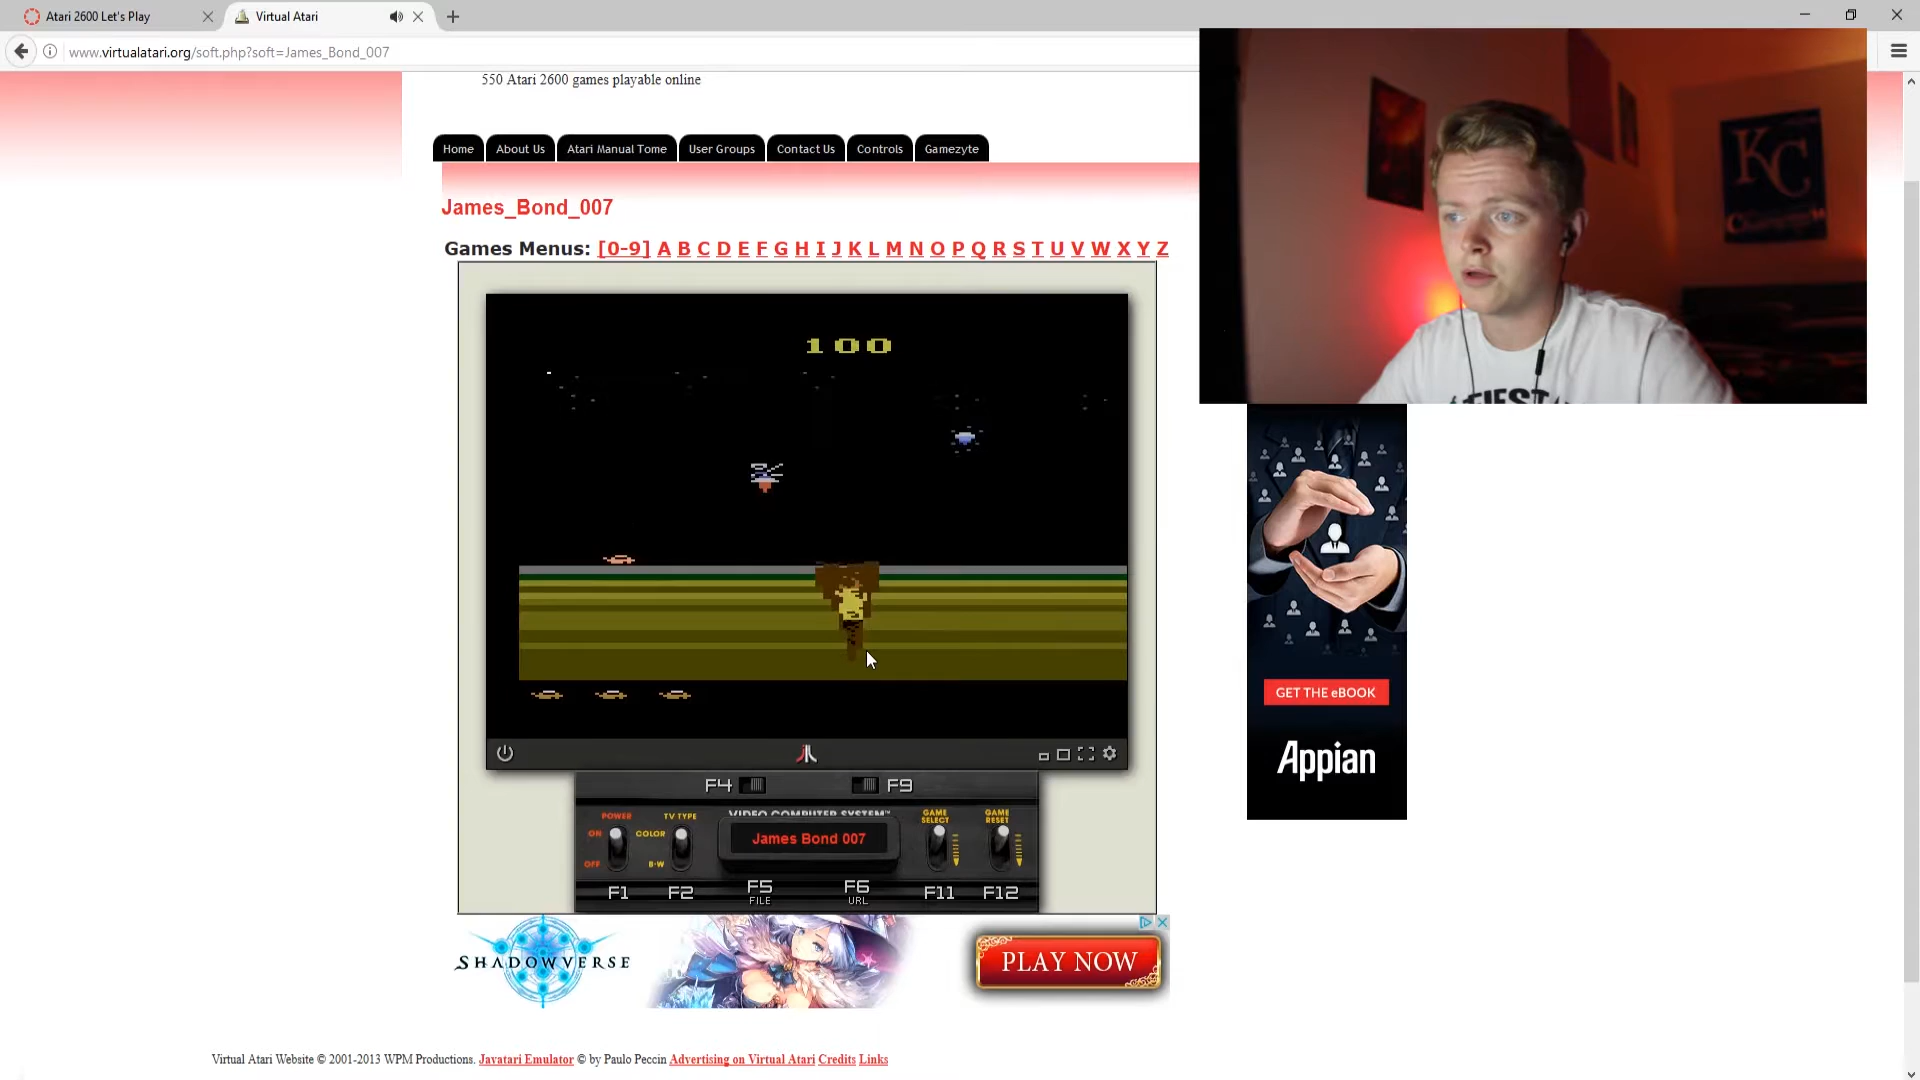 Atari 2600 Let's Play
Virtual Atari
www.virtualatari.org/soft.php?soft=James_Bond_007
550 Atari 2600 games playable online
Home About Us Atari Manual Tome User Groups Contact Us Controls Gamezyte
James_Bond_007
Games Menus: [0-9] A B C D E F G H I J K L M N O P Q R S T U V W X Y Z
100
KC
F4 F9
VIDEO COMPUTER SYSTEM™
POWER TV TYPE GAME SELECT GAME RESET
ON COLOR
James Bond 007
OFF B-W
F1 F2 F5 F6 F11 F12
FILE URL
GET THE eBOOK
Appian
SHADOWVERSE
PLAY NOW
Virtual Atari Website © 2001-2013 WPM Productions. Javatari Emulator © by Paulo Peccin Advertising on Virtual Atari Credits Links